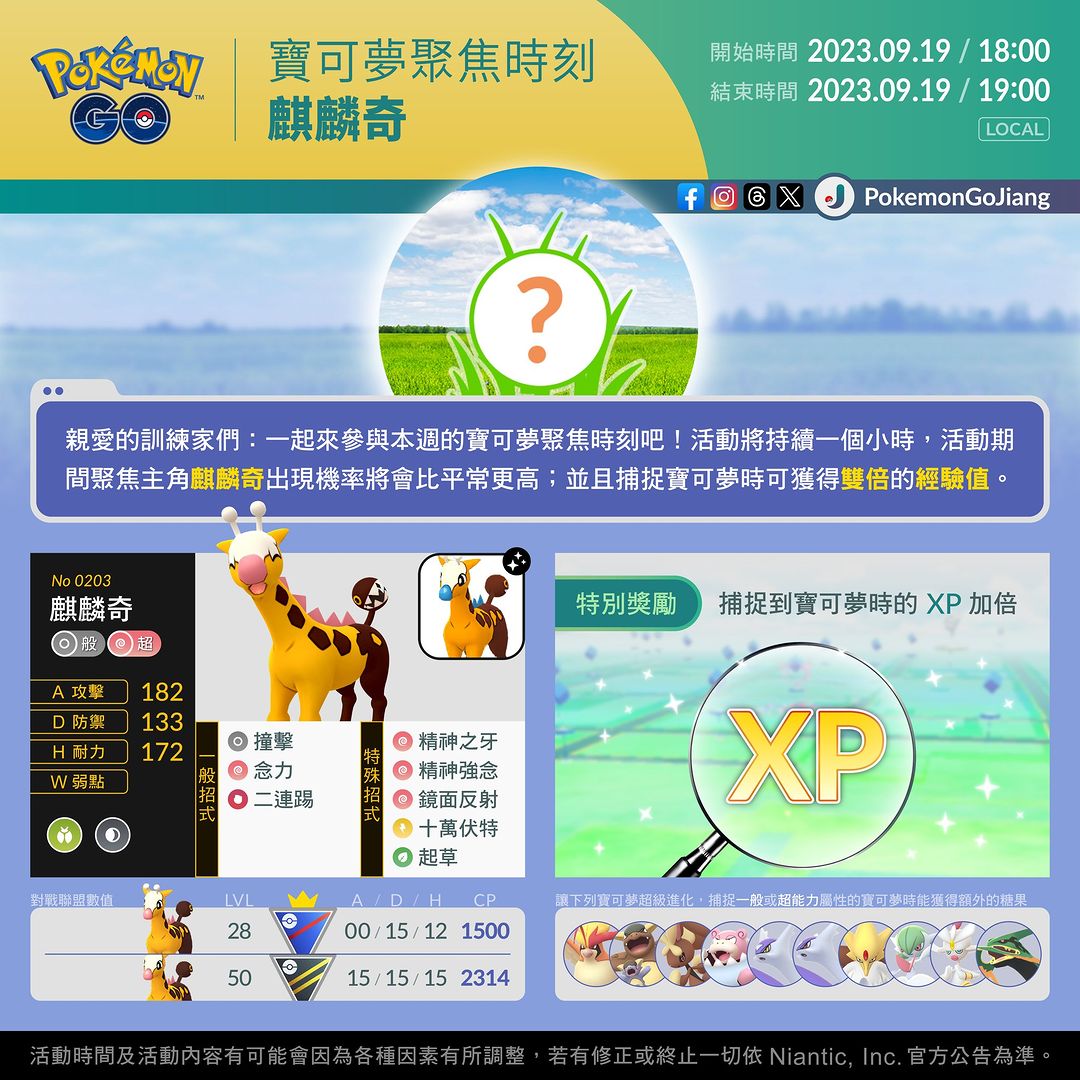 POKÉMON
GO
TM
寶可夢聚焦時刻
麒麟奇
開始時間 2023.09.19 / 18:00
結束時間 2023.09.19 / 19:00
LOCAL
PokemonGoJiang
?
親愛的訓練家們：一起來參與本週的寶可夢聚焦時刻吧！活動將持續一個小時，活動期
間聚焦主角麒麟奇出現機率將會比平常更高；並且捕捉寶可夢時可獲得雙倍的經驗值。
No 0203
麒麟奇
般 超
A 攻擊 182
D 防禦 133
H 耐力 172
W 弱點
一般招式
撞擊
念力
二連踢
特殊招式
精神之牙
精神強念
鏡面反射
十萬伏特
起草
特別獎勵
捕捉到寶可夢時的 XP 加倍
XP
對戰聯盟數值 LVL A / D / H CP
28 00 / 15 / 12 1500
50 15 / 15 / 15 2314
讓下列寶可夢超級進化，捕捉一般或超能力屬性的寶可夢時能獲得額外的糖果
活動時間及活動內容有可能會因為各種因素有所調整，若有修正或終止一切依 Niantic, Inc. 官方公告為準。